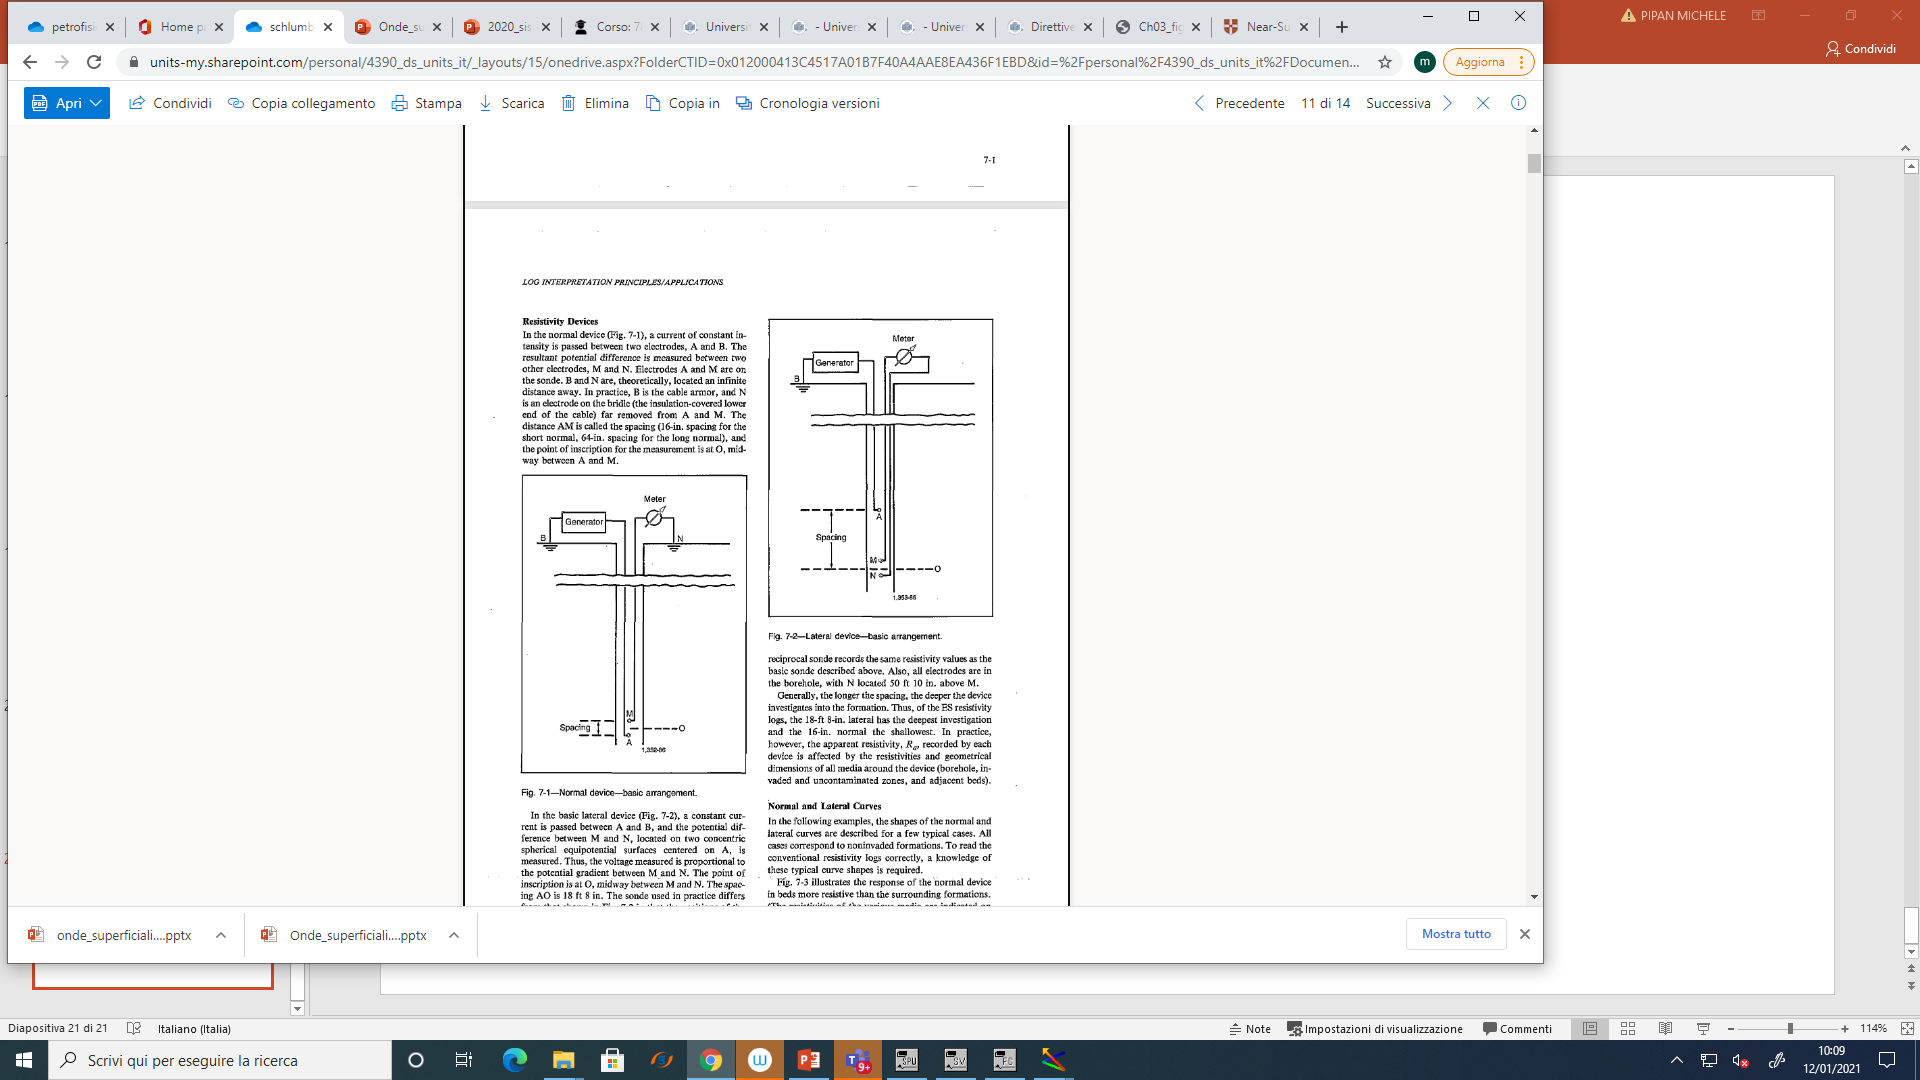 petrofisi
Home p
schlumb
Onde_su
2020_sis
Corso: 7
Universit
- Univer
- Univer
Direttive
Ch03_fig
Near-Su
PIPAN MICHELE
Condividi
units-my.sharepoint.com/personal/4390_ds_units_it/_layouts/15/onedrive.aspx?FolderCTID=0x012000413C4517A01B7F40A4AAE8EA436F1EBD&id=%2Fpersonal%2F4390_ds_units_it%2FDocumen...
m
Aggiorna
Apri
Condividi
Copia collegamento
Stampa
Scarica
Elimina
Copia in
Cronologia versioni
Precedente
11 di 14
Successiva
7-1
LOG INTERPRETATION PRINCIPLES/APPLICATIONS
Resistivity Devices
In the normal device (Fig. 7-1), a current of constant in-
tensity is passed between two electrodes, A and B. The
resultant potential difference is measured between two
other electrodes, M and N. Electrodes A and M are on
the sonde. B and N are, theoretically, located an infinite
distance away. In practice, B is the cable armor, and N
is an electrode on the bridle (the insulation-covered lower
end of the cable) far removed from A and M. The
distance AM is called the spacing (16-in. spacing for the
short normal, 64-in. spacing for the long normal), and
the point of inscription for the measurement is at O, mid-
way between A and M.
Meter
Generator
B
N
M
Spacing
O
A
1,352-86
Fig. 7-1—Normal device—basic arrangement.
In the basic lateral device (Fig. 7-2), a constant cur-
rent is passed between A and B, and the potential dif-
ference between M and N, located on two concentric
spherical equipotential surfaces centered on A, is
measured. Thus, the voltage measured is proportional to
the potential gradient between M and N. The point of
inscription is at O, midway between M and N. The spac-
ing AO is 18 ft 8 in. The sonde used in practice differs
Meter
Generator
B
A
Spacing
M
O
N
1,353-86
Fig. 7-2—Lateral device—basic arrangement.
reciprocal sonde records the same resistivity values as the
basic sonde described above. Also, all electrodes are in
the borehole, with N located 50 ft 10 in. above M.
Generally, the longer the spacing, the deeper the device
investigates into the formation. Thus, of the ES resistivity
logs, the 18-ft 8-in. lateral has the deepest investigation
and the 16-in. normal the shallowest. In practice,
however, the apparent resistivity, Ra, recorded by each
device is affected by the resistivities and geometrical
dimensions of all media around the device (borehole, in-
vaded and uncontaminated zones, and adjacent beds).
Normal and Lateral Curves
In the following examples, the shapes of the normal and
lateral curves are described for a few typical cases. All
cases correspond to noninvaded formations. To read the
conventional resistivity logs correctly, a knowledge of
these typical curve shapes is required.
Fig. 7-3 illustrates the response of the normal device
in beds more resistive than the surrounding formations.
onde_superficiali....pptx
Onde_superficiali....pptx
Mostra tutto
Diapositiva 21 di 21
Italiano (Italia)
Note
Impostazioni di visualizzazione
Commenti
114%
Scrivi qui per eseguire la ricerca
W
9+
SPU
SV
FC
10:09
12/01/2021